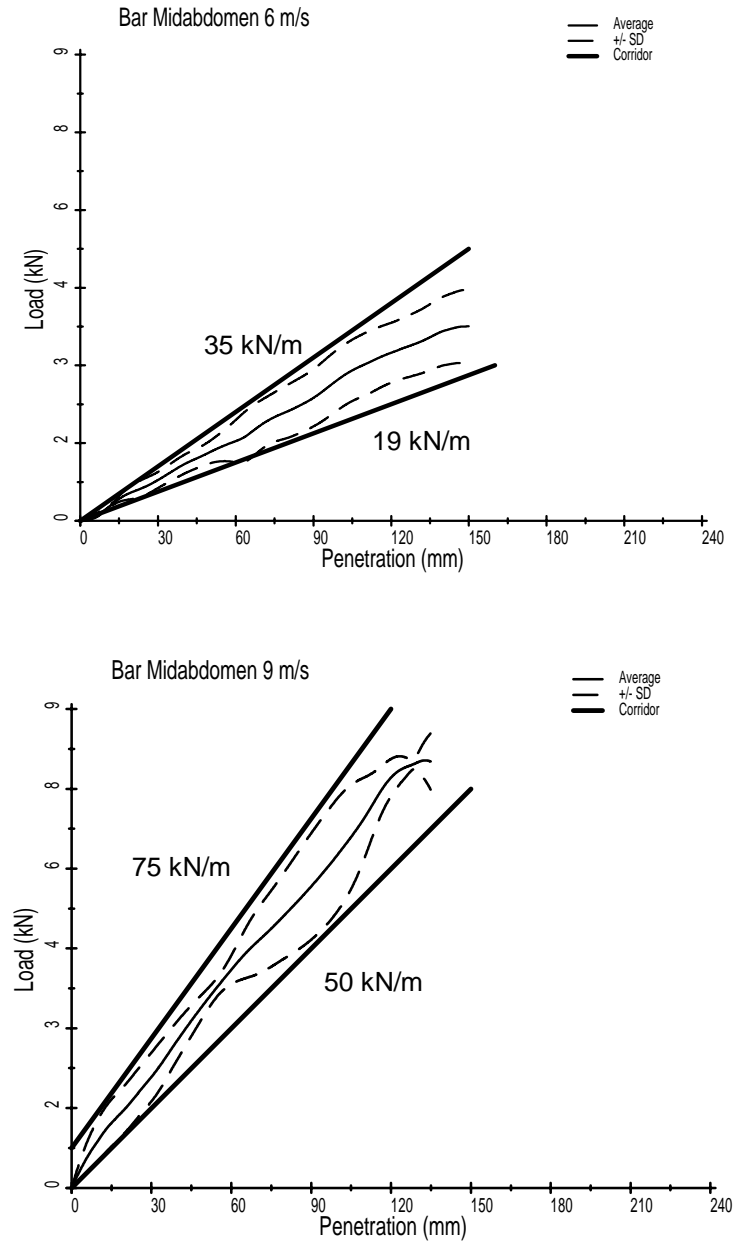 Bar Midabdomen 6 m/s
Average
+/- SD
Corridor
9
8
6
4
3
2
0
Load (kN)
35 kN/m
19 kN/m
0 30 60 90 120 150 180 210 240
Penetration (mm)
Bar Midabdomen 9 m/s
Average
+/- SD
Corridor
9
8
6
4
3
2
0
Load (kN)
75 kN/m
50 kN/m
0 30 60 90 120 150 180 210 240
Penetration (mm)